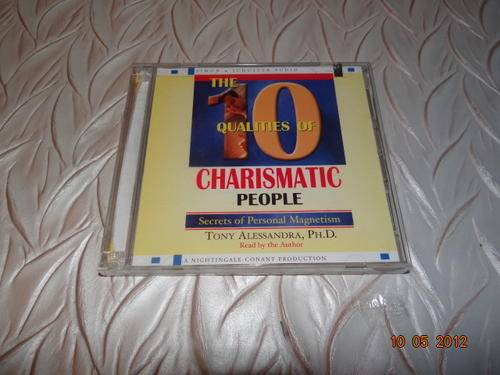 SIMON & SCHUSTER AUDIO
THE
10
QUALITIES OF
CHARISMATIC
PEOPLE
Secrets of Personal Magnetism
TONY ALESSANDRA, PH.D.
Read by the Author
A NIGHTINGALE-CONANT PRODUCTION
10 05 2012